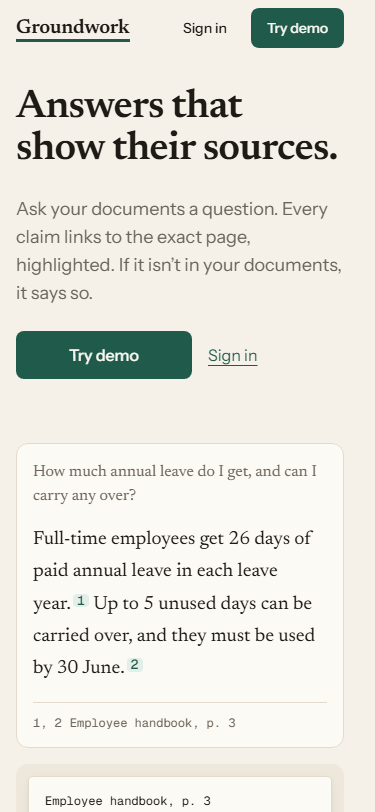 Groundwork
Sign in
Try demo
Answers that
show their sources.
Ask your documents a question. Every
claim links to the exact page,
highlighted. If it isn’t in your documents,
it says so.
Try demo
Sign in
How much annual leave do I get, and can I
carry any over?
Full-time employees get 26 days of
paid annual leave in each leave
year. 1 Up to 5 unused days can be
carried over, and they must be used
by 30 June. 2
1, 2 Employee handbook, p. 3
Employee handbook, p. 3